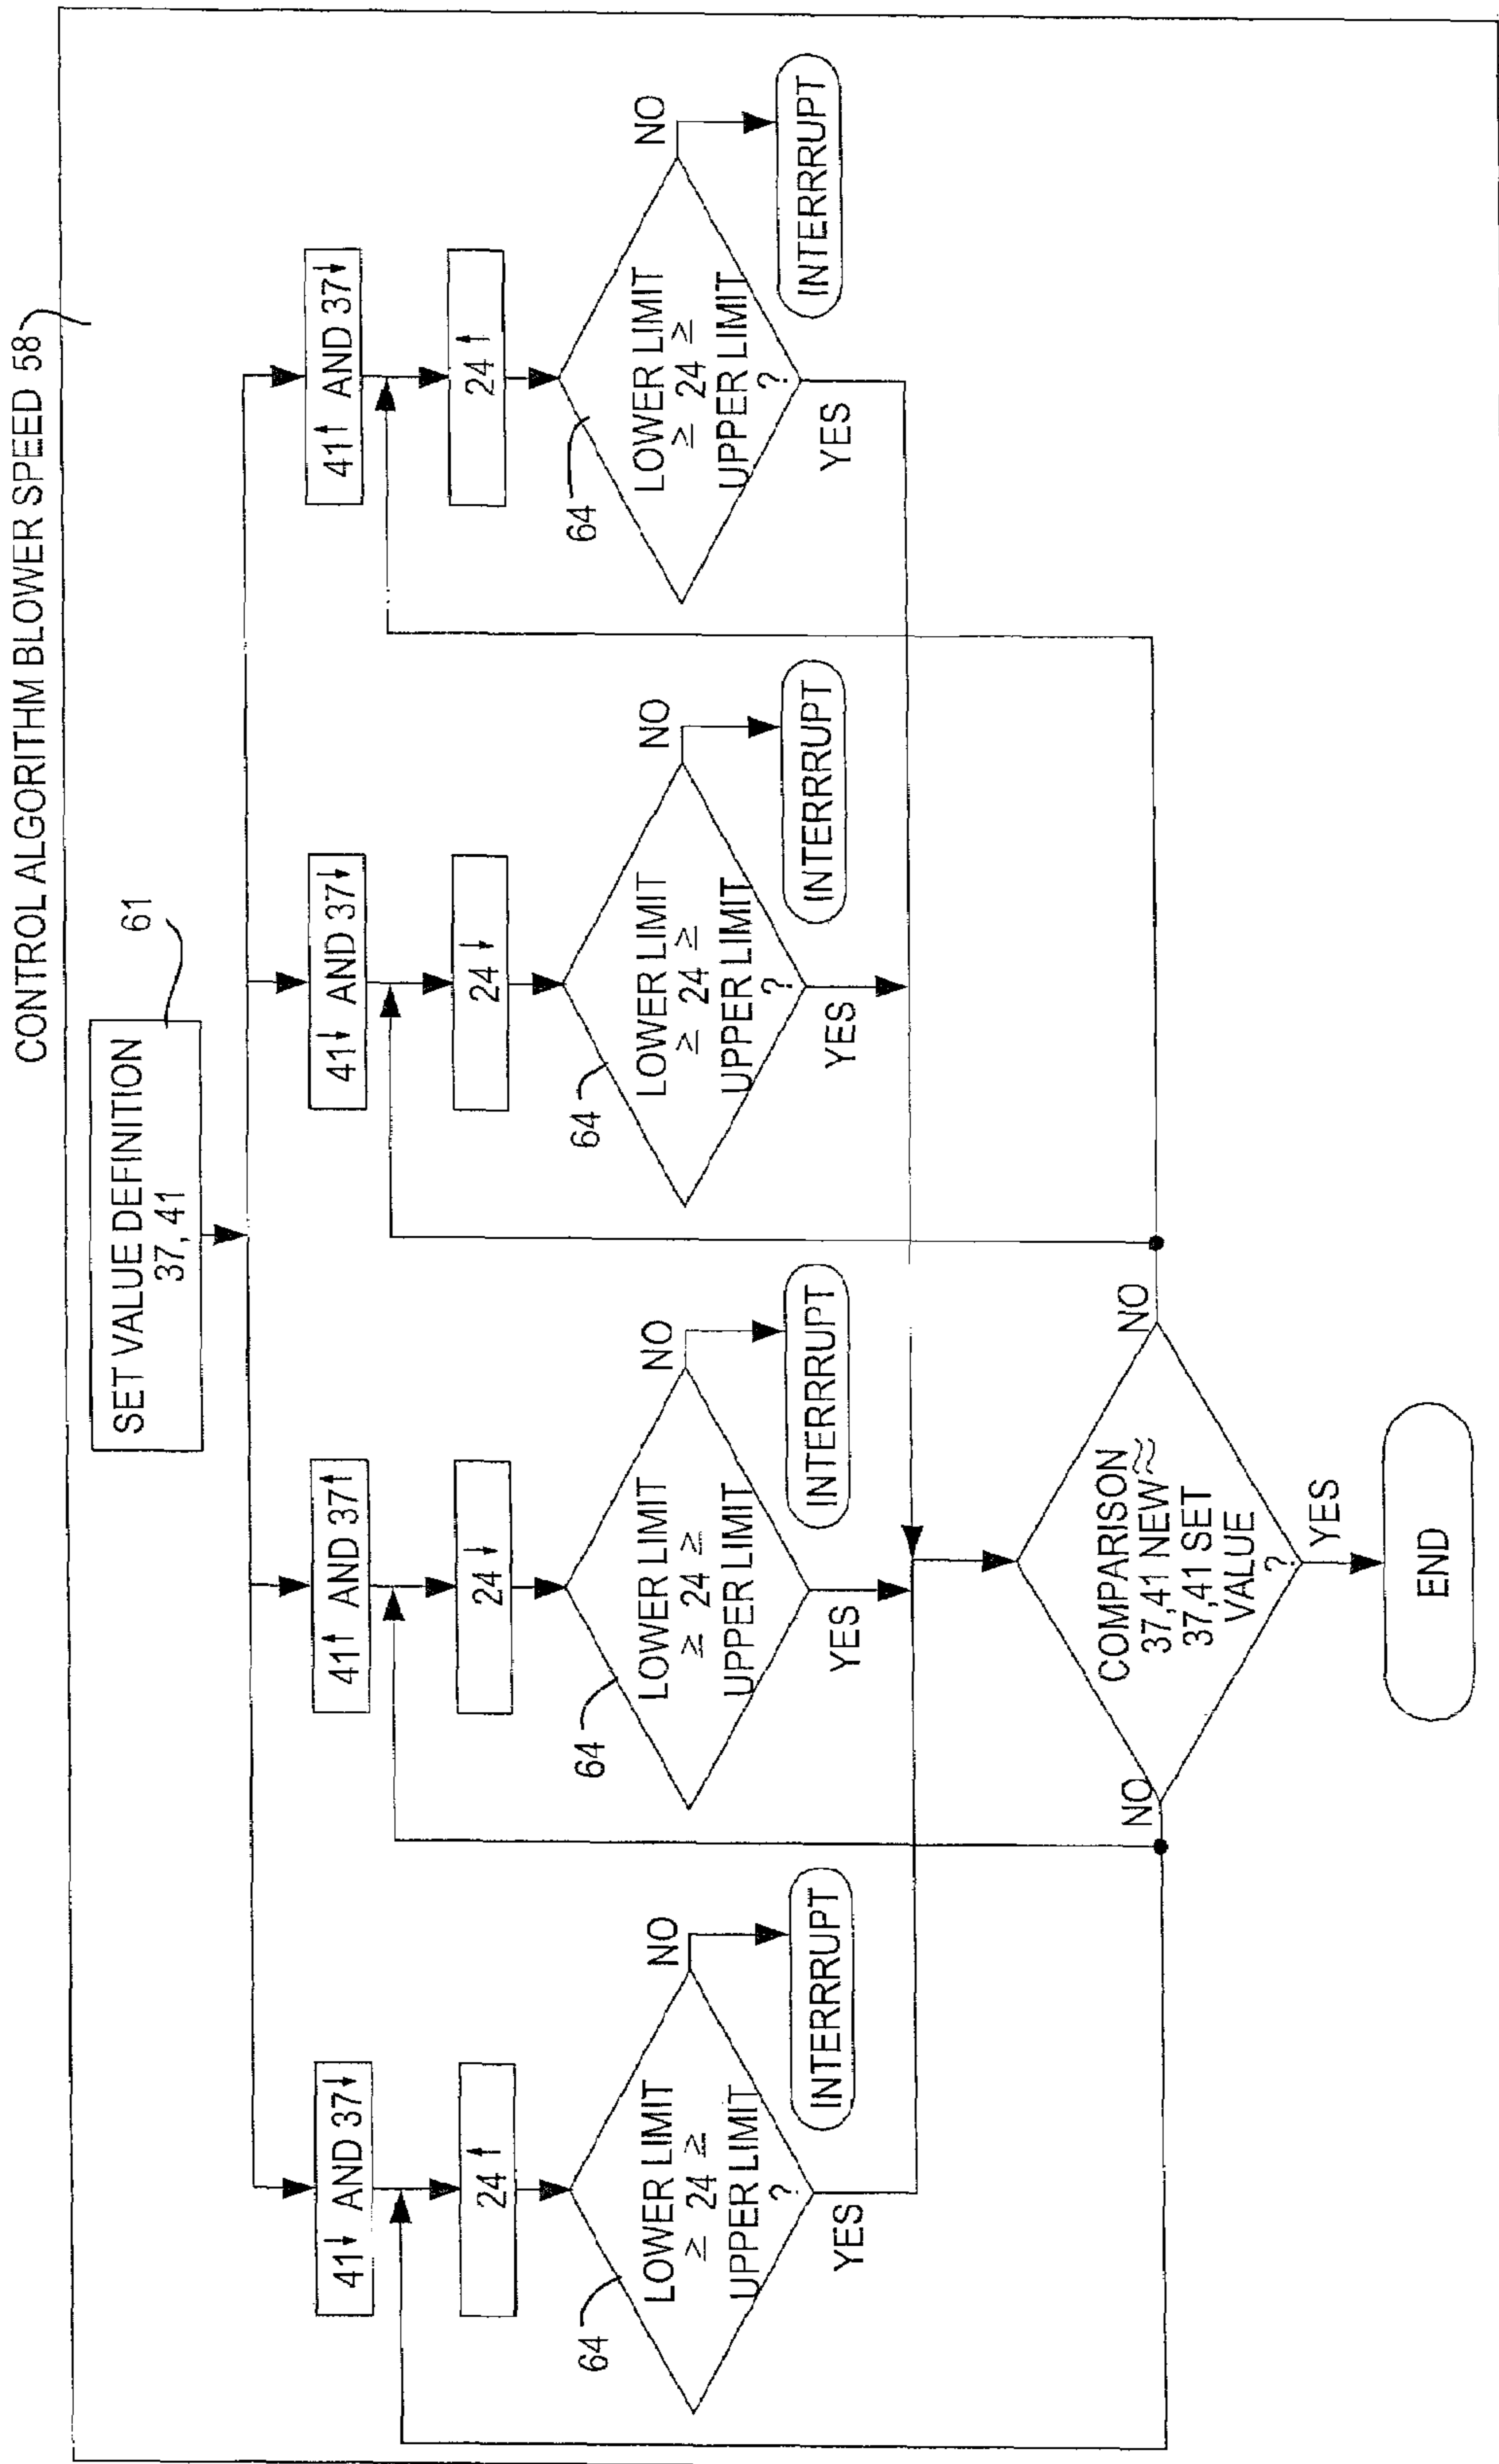 CONTROL ALGORITHM BLOWER SPEED 58
SET VALUE DEFINITION
37, 41
61
41↓ AND 37↓
24↑
64
LOWER LIMIT
≥ 24 ≥
UPPER LIMIT
?
NO
INTERRRUPT
YES
41↑ AND 37↑
24↓
64
LOWER LIMIT
≥ 24 ≥
UPPER LIMIT
?
NO
INTERRRUPT
YES
41↓ AND 37↓
24↓
64
LOWER LIMIT
≥ 24 ≥
UPPER LIMIT
?
NO
INTERRRUPT
YES
41↑ AND 37↓
24↑
64
LOWER LIMIT
≥ 24 ≥
UPPER LIMIT
?
NO
INTERRRUPT
YES
NO
COMPARISON
37,41 NEW ≈
37,41 SET
VALUE
?
NO
YES
END